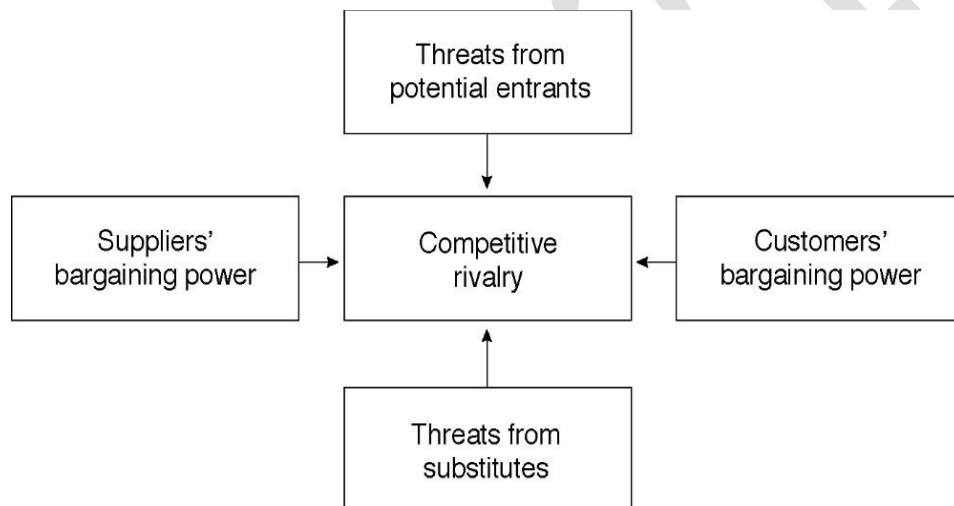 Threats from
potential entrants
Suppliers’
bargaining power
Competitive
rivalry
Customers’
bargaining power
Threats from
substitutes